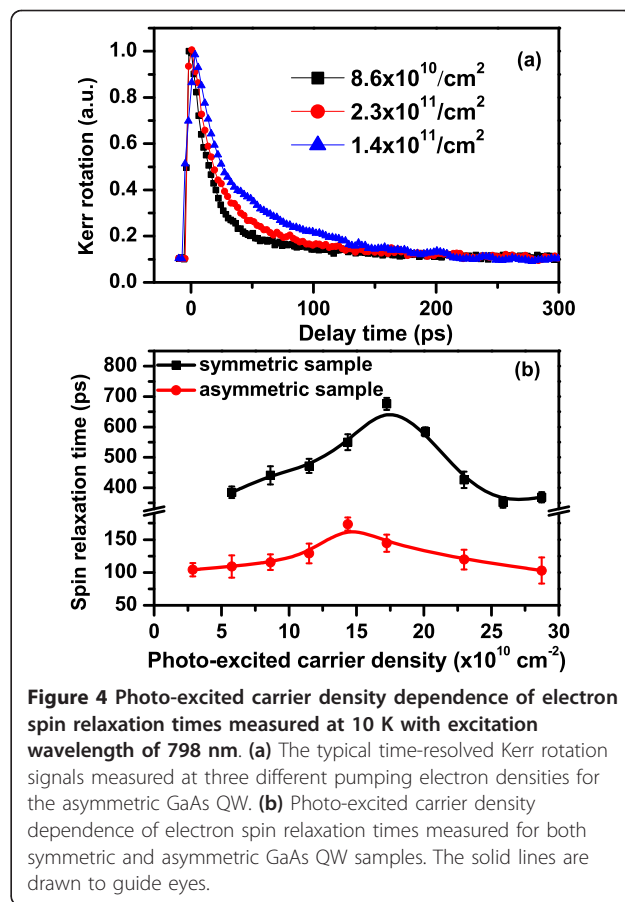 (a)
8.6x10^10/cm^2
2.3x10^11/cm^2
1.4x10^11/cm^2
Kerr rotation (a.u.)
1.0
0.8
0.6
0.4
0.2
0.0
0 100 200 300
Delay time (ps)
(b)
symmetric sample
asymmetric sample
Spin relaxation time (ps)
800
700
600
500
400
150
100
50
0 5 10 15 20 25 30
Photo-excited carrier density (x10^10 cm^-2)
Figure 4 Photo-excited carrier density dependence of electron
spin relaxation times measured at 10 K with excitation
wavelength of 798 nm. (a) The typical time-resolved Kerr rotation
signals measured at three different pumping electron densities for
the asymmetric GaAs QW. (b) Photo-excited carrier density
dependence of electron spin relaxation times measured for both
symmetric and asymmetric GaAs QW samples. The solid lines are
drawn to guide eyes.